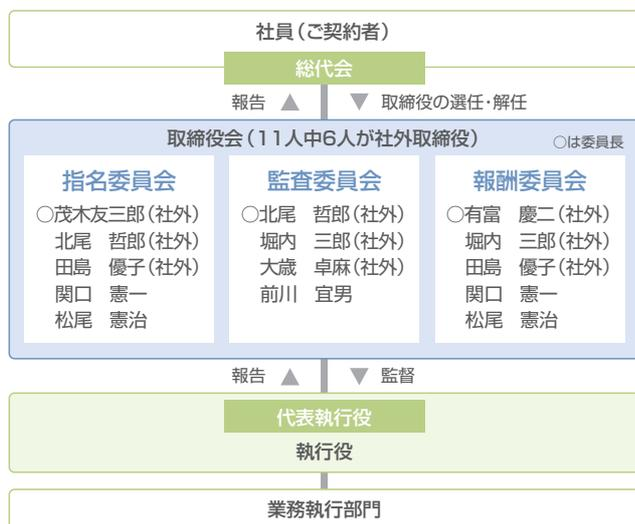 社員（ご契約者）
総代会
報告 ▲ ▼ 取締役の選任・解任
取締役会（11人中6人が社外取締役）
○は委員長
指名委員会
○茂木友三郎（社外）
北尾　哲郎（社外）
田島　優子（社外）
関口　憲一
松尾　憲治
監査委員会
○北尾　哲郎（社外）
堀内　三郎（社外）
大歳　卓麻（社外）
前川　宜男
報酬委員会
○有富　慶二（社外）
堀内　三郎（社外）
田島　優子（社外）
関口　憲一
松尾　憲治
報告 ▲ ▼ 監督
代表執行役
執行役
業務執行部門